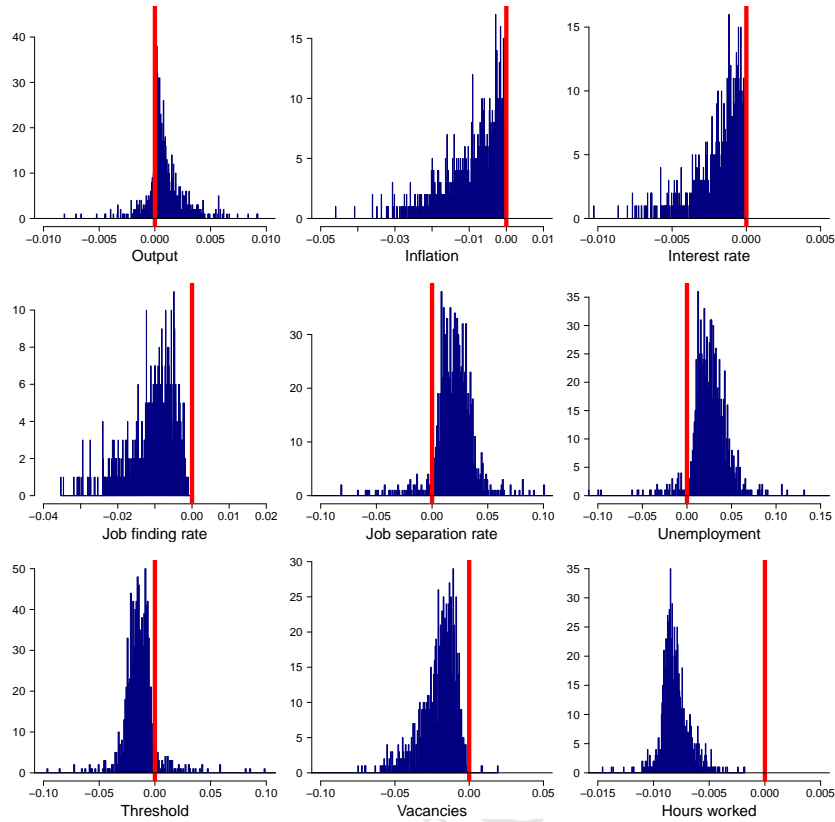 40
30
20
10
0
−0.010 −0.005 0.000 0.005 0.010
Output
15
10
5
0
−0.05 −0.03 −0.01 0.00 0.01
Inflation
15
10
5
0
−0.010 −0.005 0.000 0.005
Interest rate
10
8
6
4
2
0
−0.04 −0.02 0.00 0.01 0.02
Job finding rate
30
20
10
0
−0.10 −0.05 0.00 0.05 0.10
Job separation rate
35
30
25
20
15
10
5
0
−0.10 −0.05 0.00 0.05 0.10 0.15
Unemployment
50
40
30
20
10
0
−0.10 −0.05 0.00 0.05 0.10
Threshold
30
25
20
15
10
5
0
−0.10 −0.05 0.00 0.05
Vacancies
35
30
25
20
15
10
5
0
−0.015 −0.010 −0.005 0.000 0.005
Hours worked